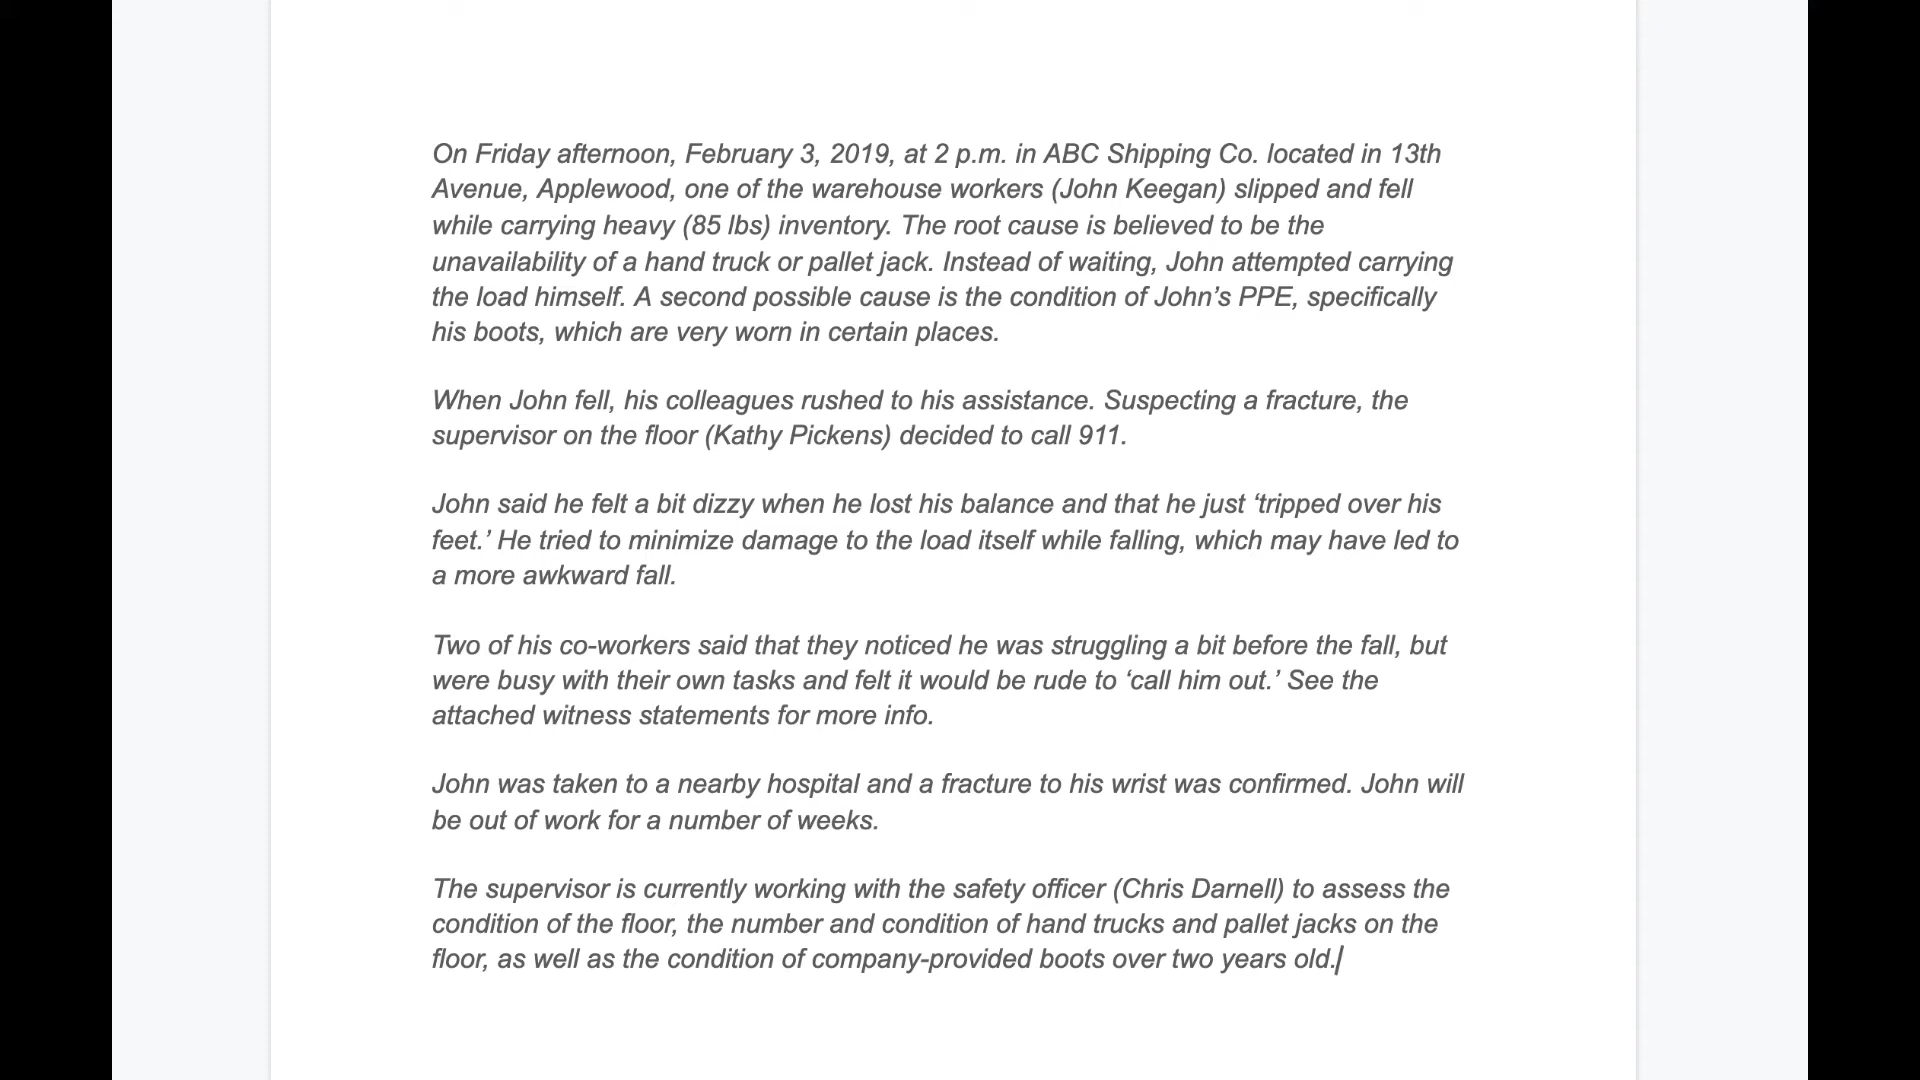 On Friday afternoon, February 3, 2019, at 2 p.m. in ABC Shipping Co. located in 13th
Avenue, Applewood, one of the warehouse workers (John Keegan) slipped and fell
while carrying heavy (85 lbs) inventory. The root cause is believed to be the
unavailability of a hand truck or pallet jack. Instead of waiting, John attempted carrying
the load himself. A second possible cause is the condition of John’s PPE, specifically
his boots, which are very worn in certain places.
When John fell, his colleagues rushed to his assistance. Suspecting a fracture, the
supervisor on the floor (Kathy Pickens) decided to call 911.
John said he felt a bit dizzy when he lost his balance and that he just ‘tripped over his
feet.’ He tried to minimize damage to the load itself while falling, which may have led to
a more awkward fall.
Two of his co-workers said that they noticed he was struggling a bit before the fall, but
were busy with their own tasks and felt it would be rude to ‘call him out.’ See the
attached witness statements for more info.
John was taken to a nearby hospital and a fracture to his wrist was confirmed. John will
be out of work for a number of weeks.
The supervisor is currently working with the safety officer (Chris Darnell) to assess the
condition of the floor, the number and condition of hand trucks and pallet jacks on the
floor, as well as the condition of company-provided boots over two years old.